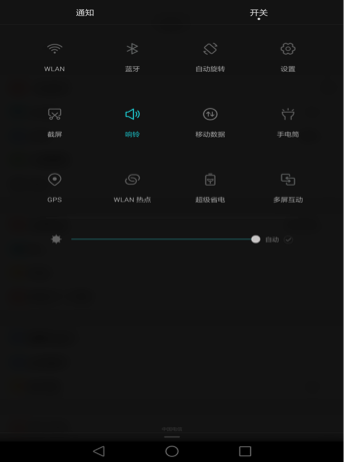 通知 开关
WLAN 蓝牙 自动旋转 设置
截屏 响铃 移动数据 手电筒
GPS WLAN 热点 超级省电 多屏互动
自动